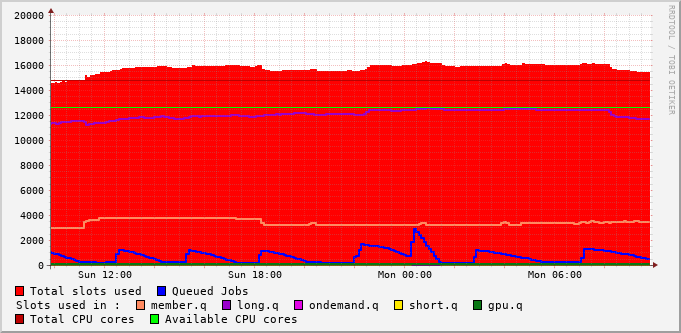 20000
18000
16000
14000
12000
10000
8000
6000
4000
2000
0
Sun 12:00 Sun 18:00 Mon 00:00 Mon 06:00
RRDTOOL / TOBI OETIKER
Total slots used Queued Jobs
Slots used in : member.q long.q ondemand.q short.q gpu.q
Total CPU cores Available CPU cores